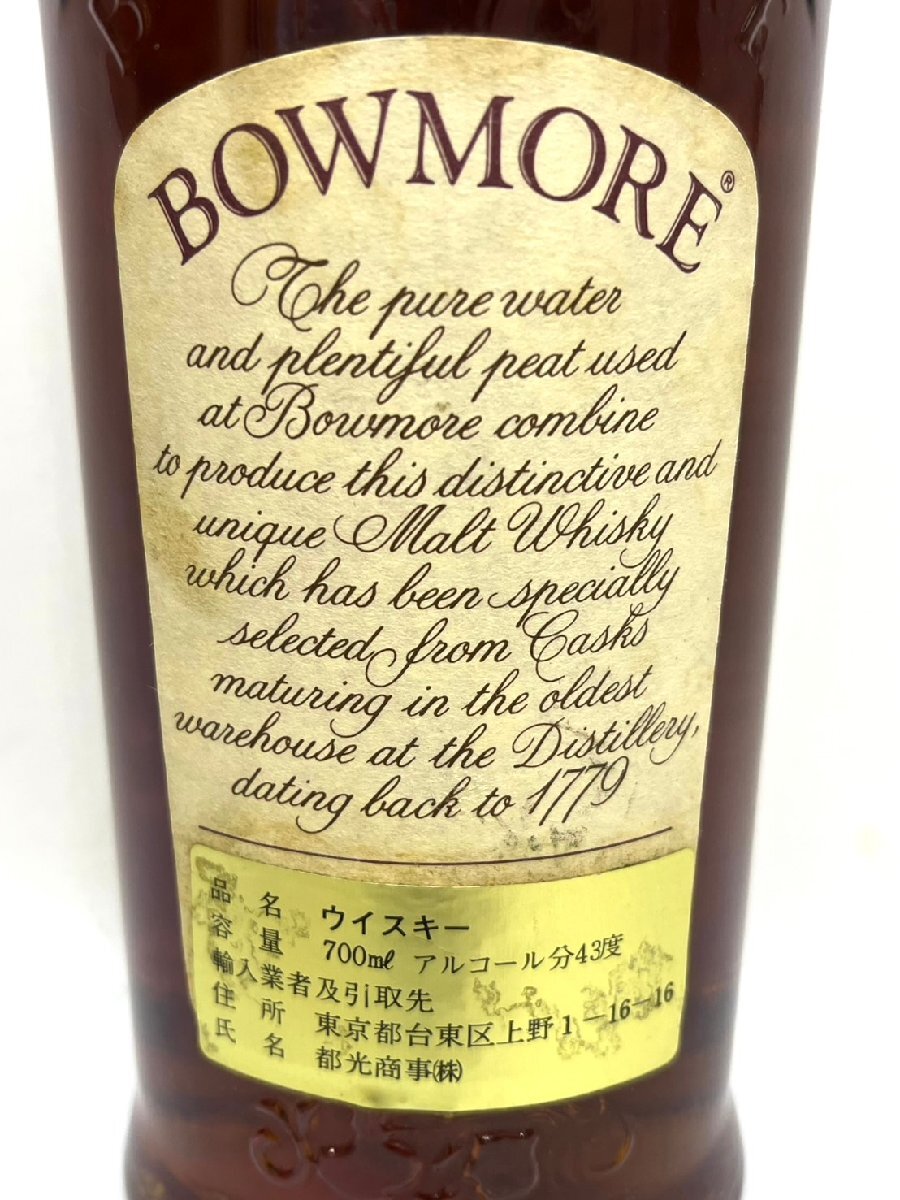 BOWMORE®
The pure water
and plentiful peat used
at Bowmore combine
to produce this distinctive and
unique Malt Whisky
which has been specially
selected from Casks
maturing in the oldest
warehouse at the Distillery,
dating back to 1779
品名 ウイスキー
容量 700ml アルコール分43度
輸入業者及引取先
住所 東京都台東区上野1-16-16
氏名 都光商事㈱